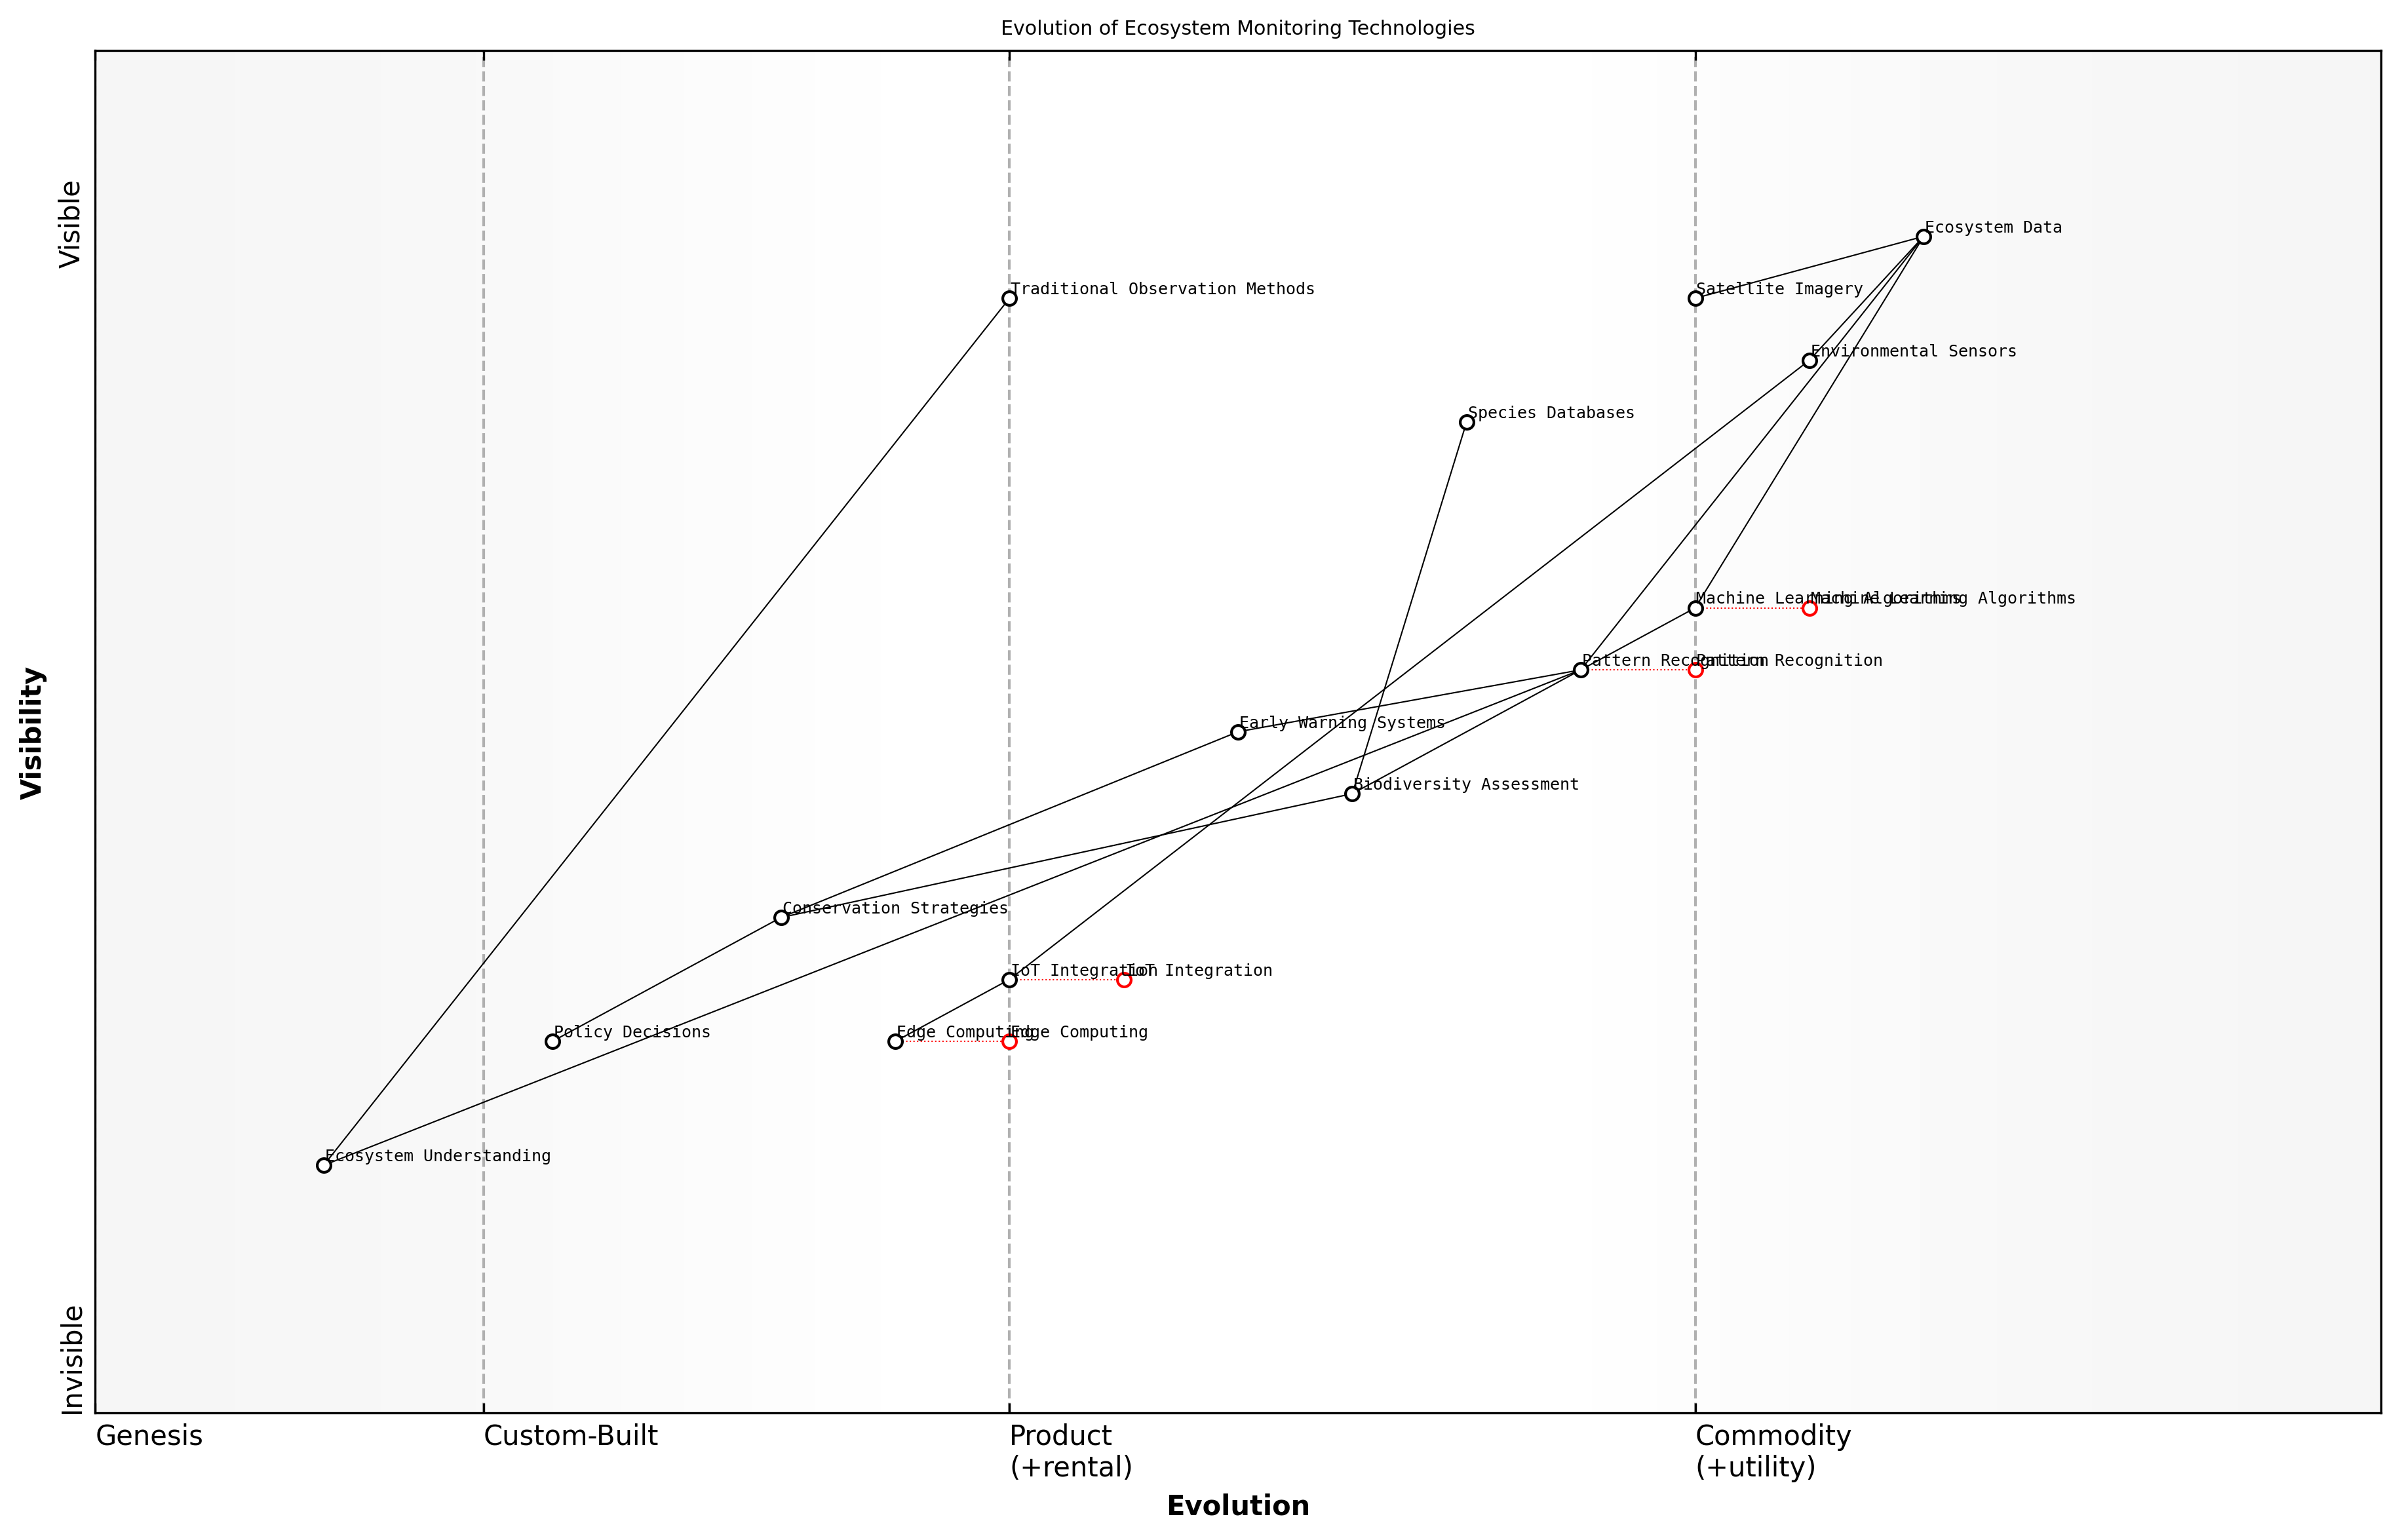 Evolution of Ecosystem Monitoring Technologies
Visible
Ecosystem Data
Traditional Observation Methods
Satellite Imagery
Environmental Sensors
Species Databases
Machine Learning Algorithms
Machine Learning Algorithms
Pattern Recognition
Pattern Recognition
Early Warning Systems
Visibility
Biodiversity Assessment
Conservation Strategies
IoT Integration
IoT Integration
Policy Decisions
Edge Computing
Edge Computing
Ecosystem Understanding
Invisible
Genesis
Custom-Built
Product
(+rental)
Commodity
(+utility)
Evolution